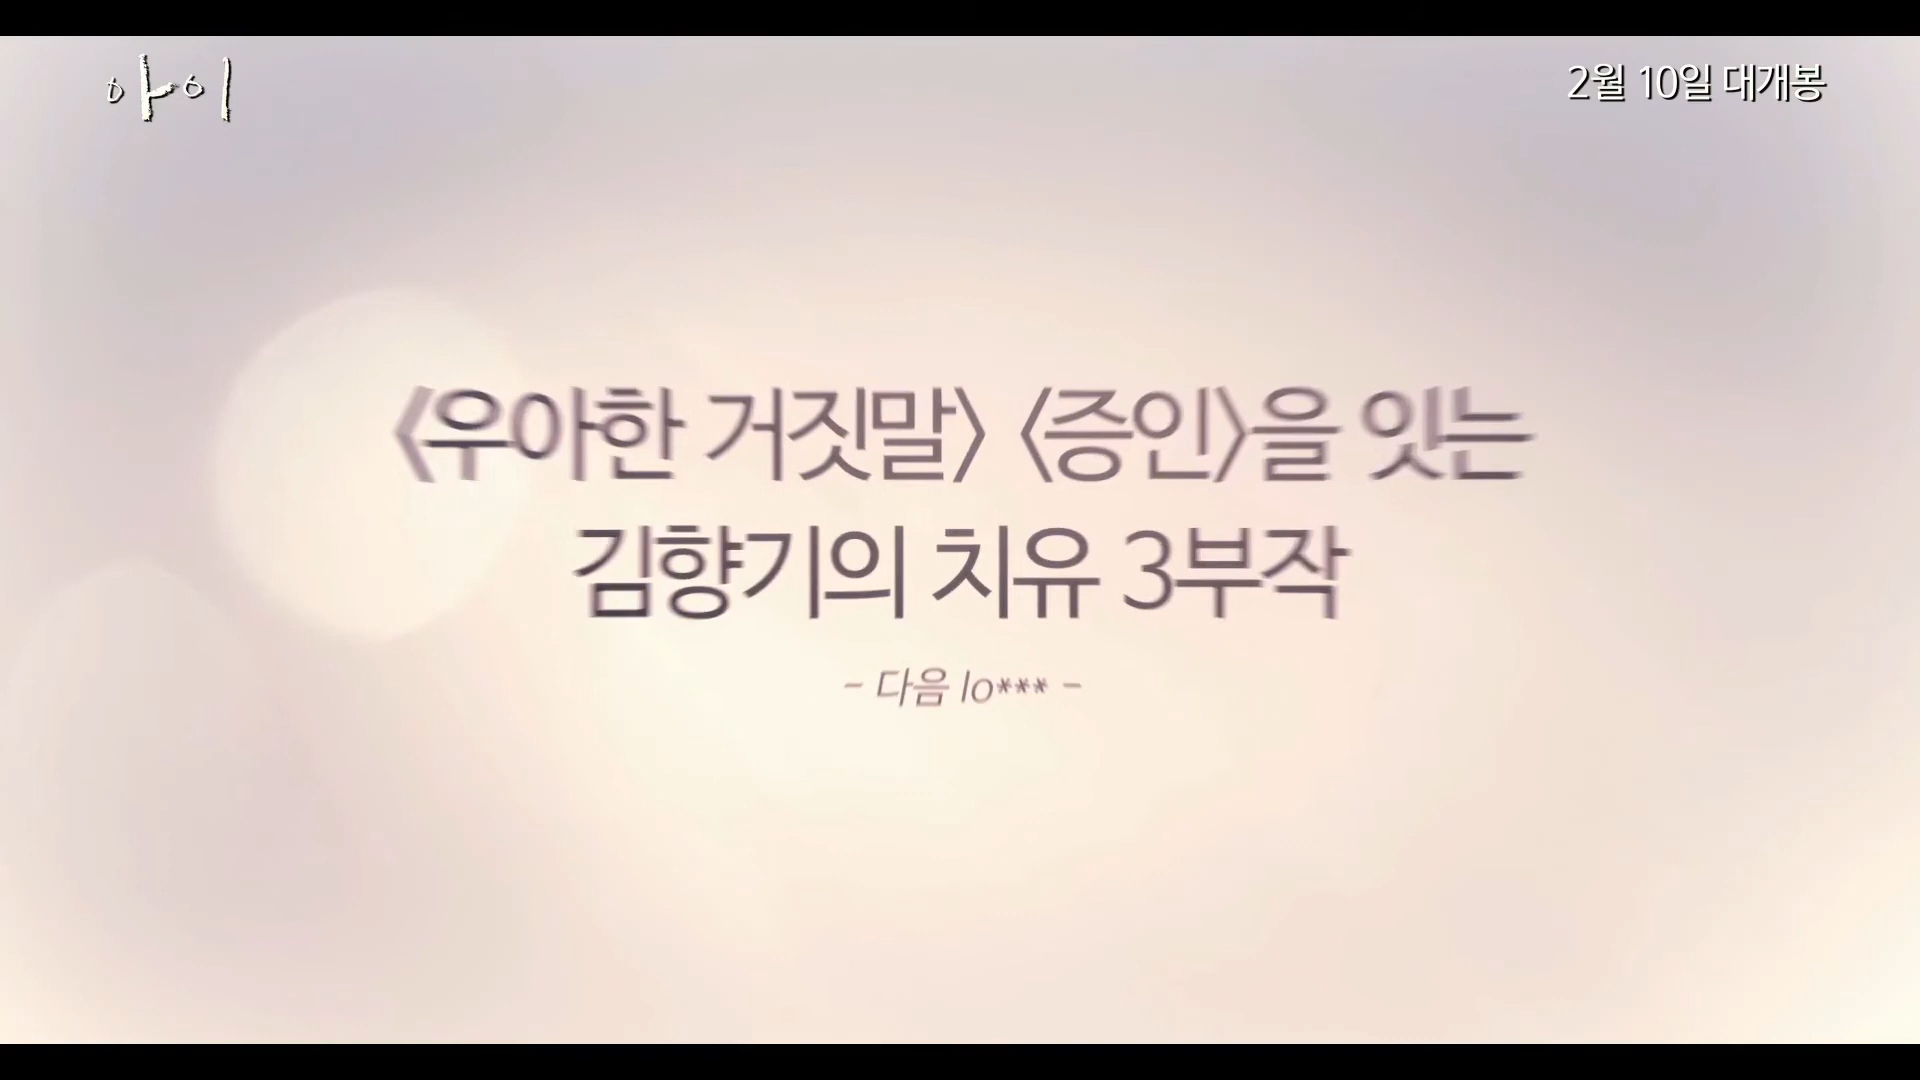 아이
2월 10일 대개봉
<우아한 거짓말> <증인>을 잇는
김향기의 치유 3부작
- 다음 lo*** -